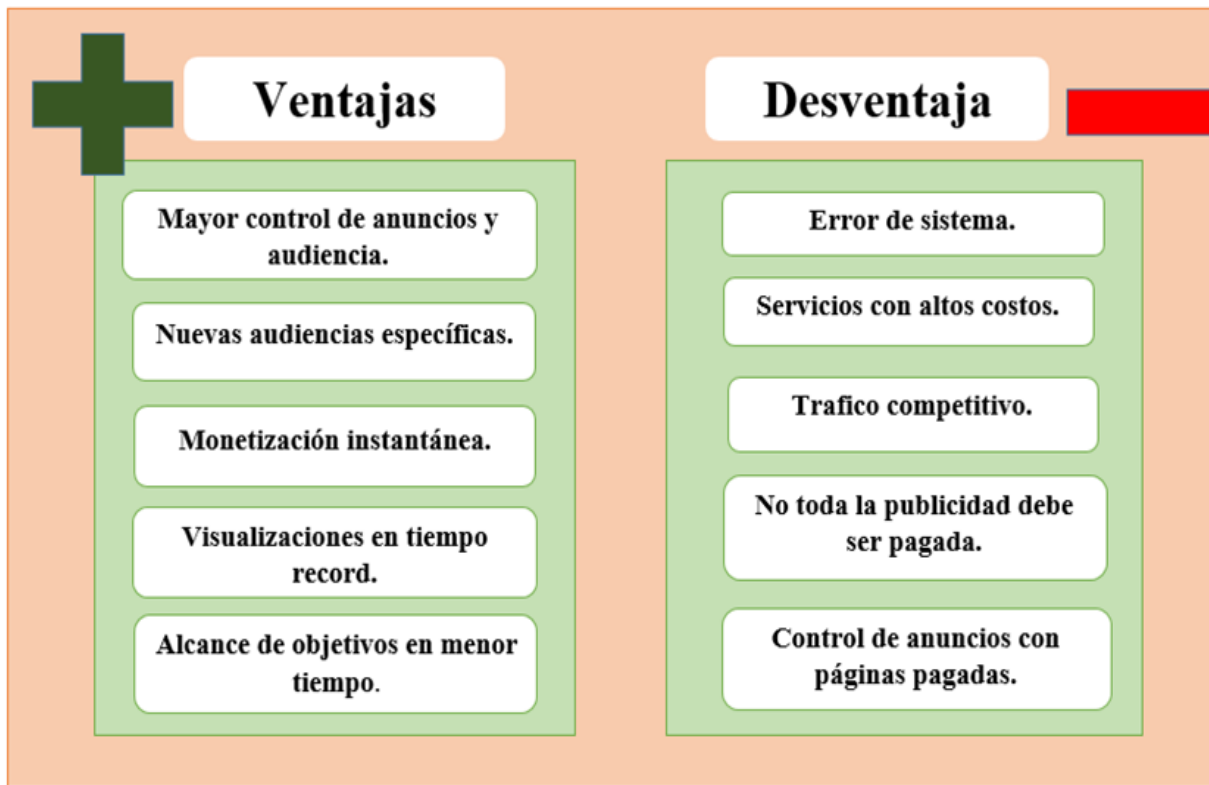 Ventajas
Mayor control de anuncios y
audiencia.
Nuevas audiencias específicas.
Monetización instantánea.
Visualizaciones en tiempo
record.
Alcance de objetivos en menor
tiempo.
Desventaja
Error de sistema.
Servicios con altos costos.
Trafico competitivo.
No toda la publicidad debe
ser pagada.
Control de anuncios con
páginas pagadas.